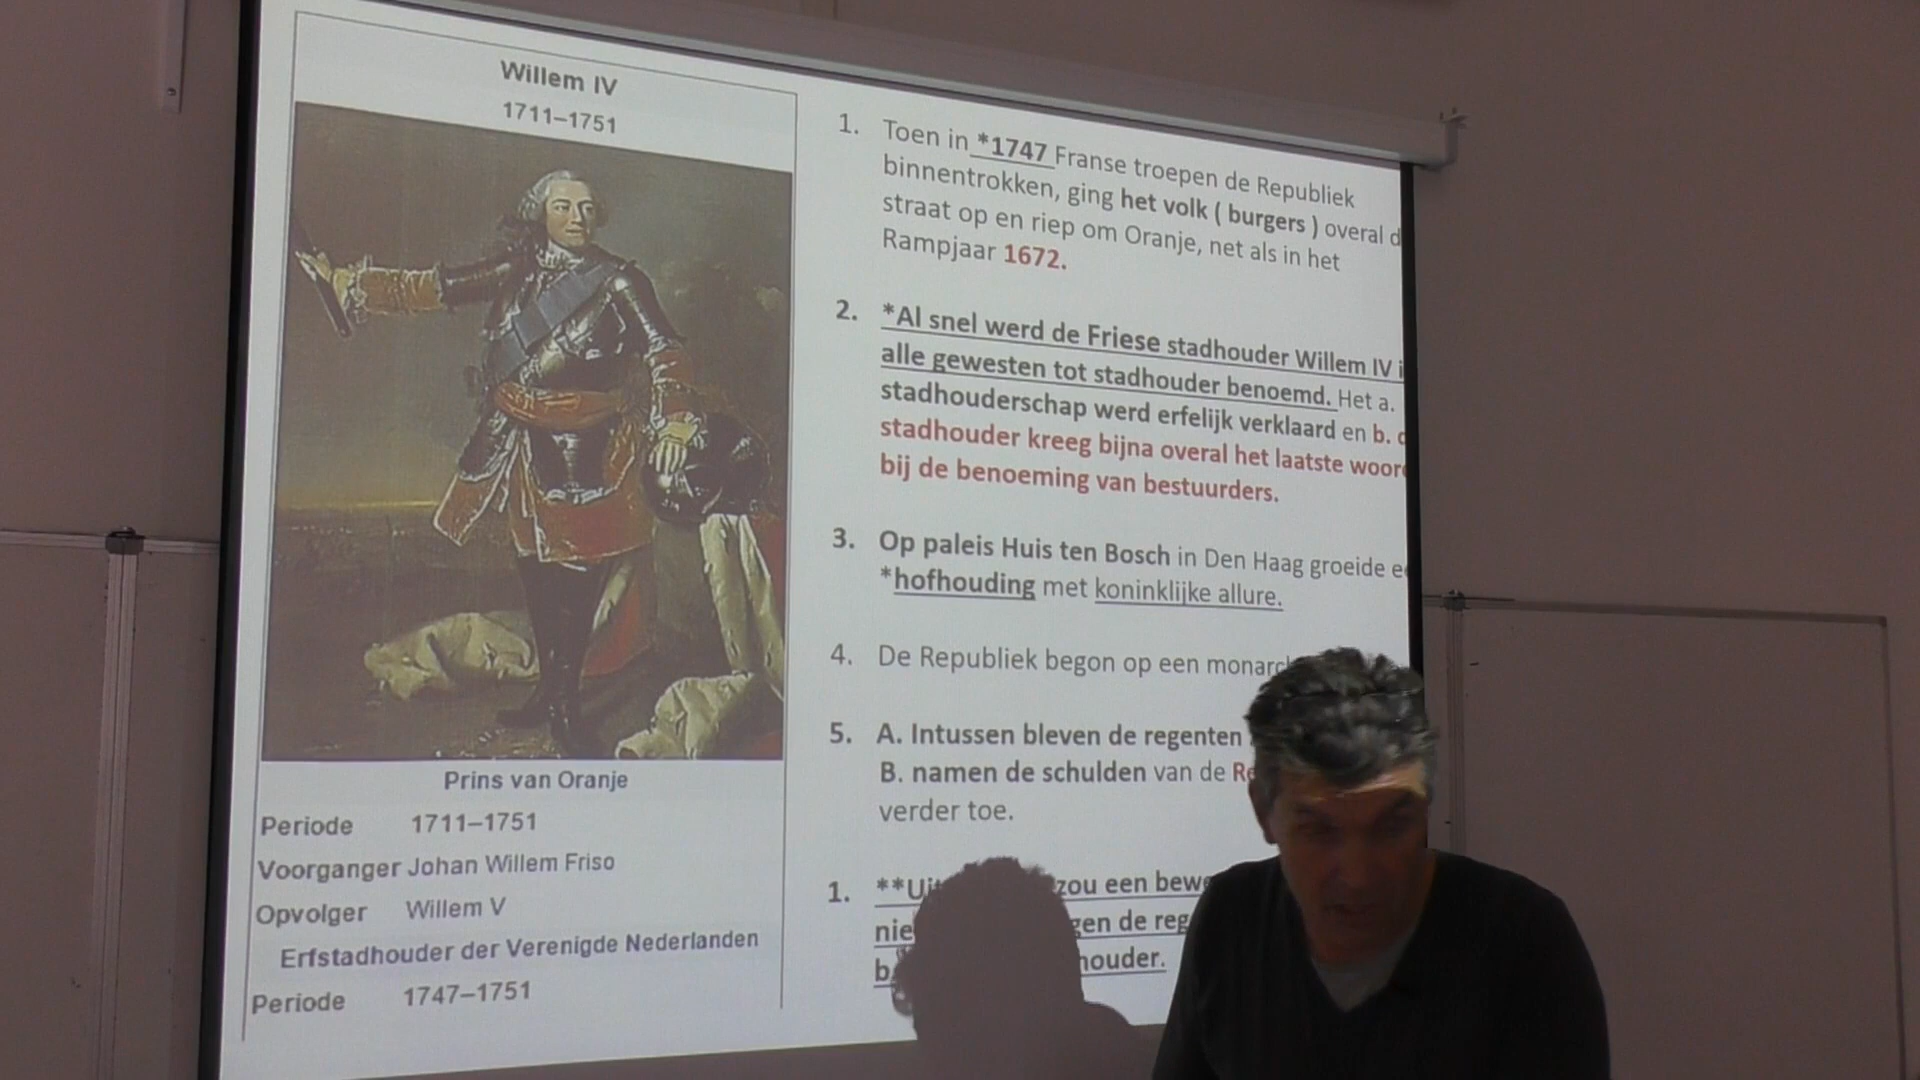 Willem IV
1711–1751
Prins van Oranje
Periode 1711–1751
Voorganger Johan Willem Friso
Opvolger Willem V
Erfstadhouder der Verenigde Nederlanden
Periode 1747–1751
1. Toen in *1747 Franse troepen de Republiek
binnentrokken, ging het volk ( burgers ) overal
straat op en riep om Oranje, net als in het
Rampjaar 1672.
2. *Al snel werd de Friese stadhouder Willem IV
alle gewesten tot stadhouder benoemd. Het a.
stadhouderschap werd erfelijk verklaard en b.
stadhouder kreeg bijna overal het laatste
bij de benoeming van bestuurders.
3. Op paleis Huis ten Bosch in Den Haag groeide
*hofhouding met koninklijke allure.
4. De Republiek begon op een
5. A. Intussen bleven de regenten
B. namen de schulden van de
verder toe.
1. zou een
de